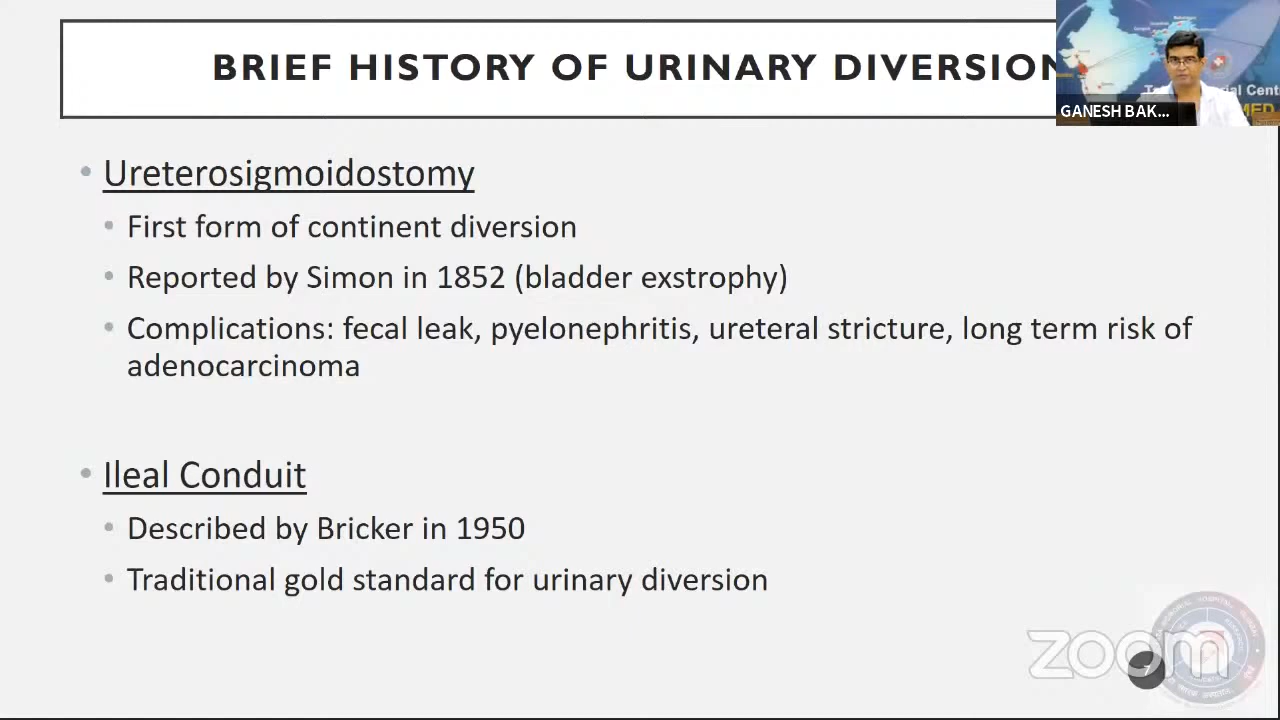 BRIEF HISTORY OF URINARY DIVERSION
GANESH BAK...
• Ureterosigmoidostomy
• First form of continent diversion
• Reported by Simon in 1852 (bladder exstrophy)
• Complications: fecal leak, pyelonephritis, ureteral stricture, long term risk of
adenocarcinoma
• Ileal Conduit
• Described by Bricker in 1950
• Traditional gold standard for urinary diversion
zoom
7